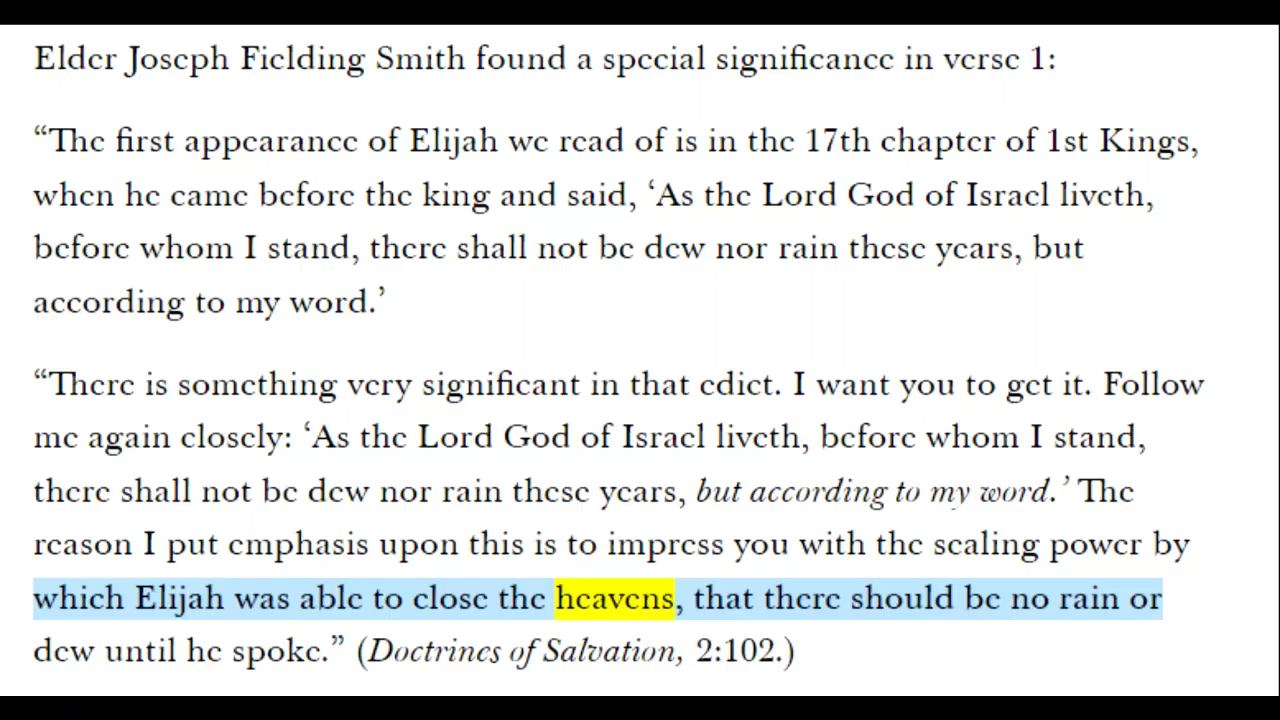 Elder Joseph Fielding Smith found a special significance in verse 1:
“The first appearance of Elijah we read of is in the 17th chapter of 1st Kings,
when he came before the king and said, ‘As the Lord God of Israel liveth,
before whom I stand, there shall not be dew nor rain these years, but
according to my word.’
“There is something very significant in that edict. I want you to get it. Follow
me again closely: ‘As the Lord God of Israel liveth, before whom I stand,
there shall not be dew nor rain these years, but according to my word.’ The
reason I put emphasis upon this is to impress you with the sealing power by
which Elijah was able to close the heavens, that there should be no rain or
dew until he spoke.” (Doctrines of Salvation, 2:102.)